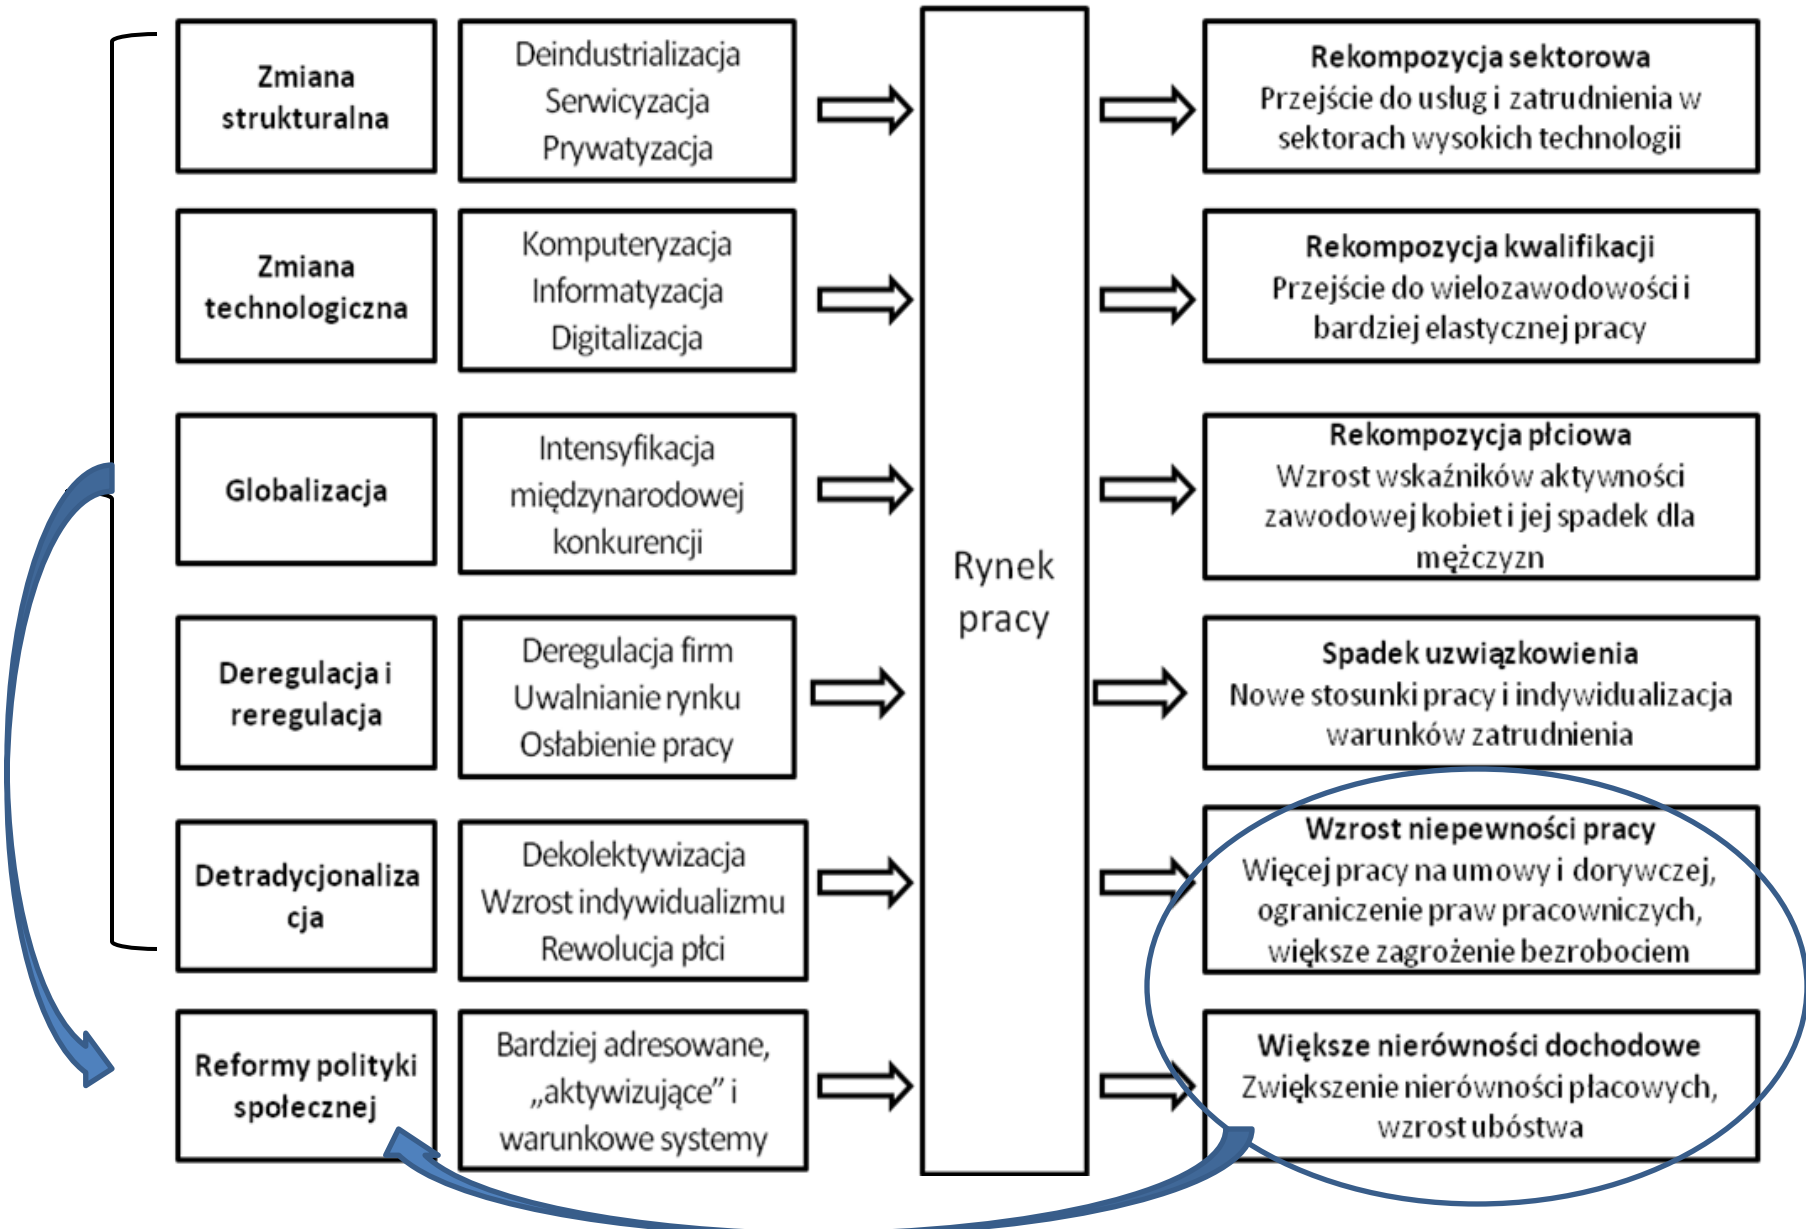 Zmiana
strukturalna
Deindustrializacja
Serwicyzacja
Prywatyzacja
Rekompozycja sektorowa
Przejście do usług i zatrudnienia w
sektorach wysokich technologii
Zmiana
technologiczna
Komputeryzacja
Informatyzacja
Digitalizacja
Rekompozycja kwalifikacji
Przejście do wielozawodowości i
bardziej elastycznej pracy
Globalizacja
Intensyfikacja
międzynarodowej
konkurencji
Rynek
pracy
Rekompozycja płciowa
Wzrost wskaźników aktywności
zawodowej kobiet i jej spadek dla
mężczyzn
Deregulacja i
reregulacja
Deregulacja firm
Uwalnianie rynku
Osłabienie pracy
Spadek uzwiązkowienia
Nowe stosunki pracy i indywidualizacja
warunków zatrudnienia
Detradycjonaliza
cja
Dekolektywizacja
Wzrost indywidualizmu
Rewolucja płci
Wzrost niepewności pracy
Więcej pracy na umowy i dorywczej,
ograniczenie praw pracowniczych,
większe zagrożenie bezrobociem
Reformy polityki
społecznej
Bardziej adresowane,
„aktywizujące” i
warunkowe systemy
Większe nierówności dochodowe
Zwiększenie nierówności płacowych,
wzrost ubóstwa